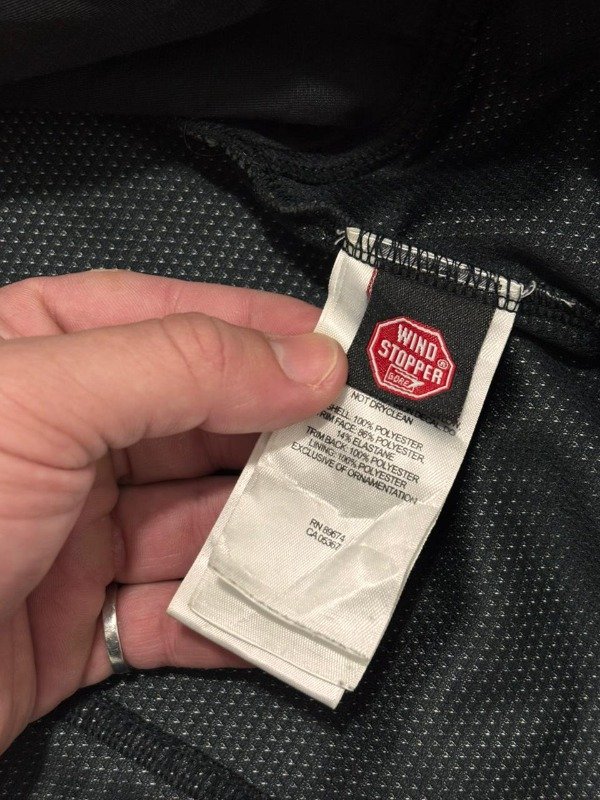 WIND
STOPPER®
GORE
NOT DRYCLEAN
SHELL: 100% POLYESTER
TRIM FACE: 86% POLYESTER,
14% ELASTANE
TRIM BACK: 100% POLYESTER
LINING: 100% POLYESTER
EXCLUSIVE OF ORNAMENTATION
RN 89674
CA 05367